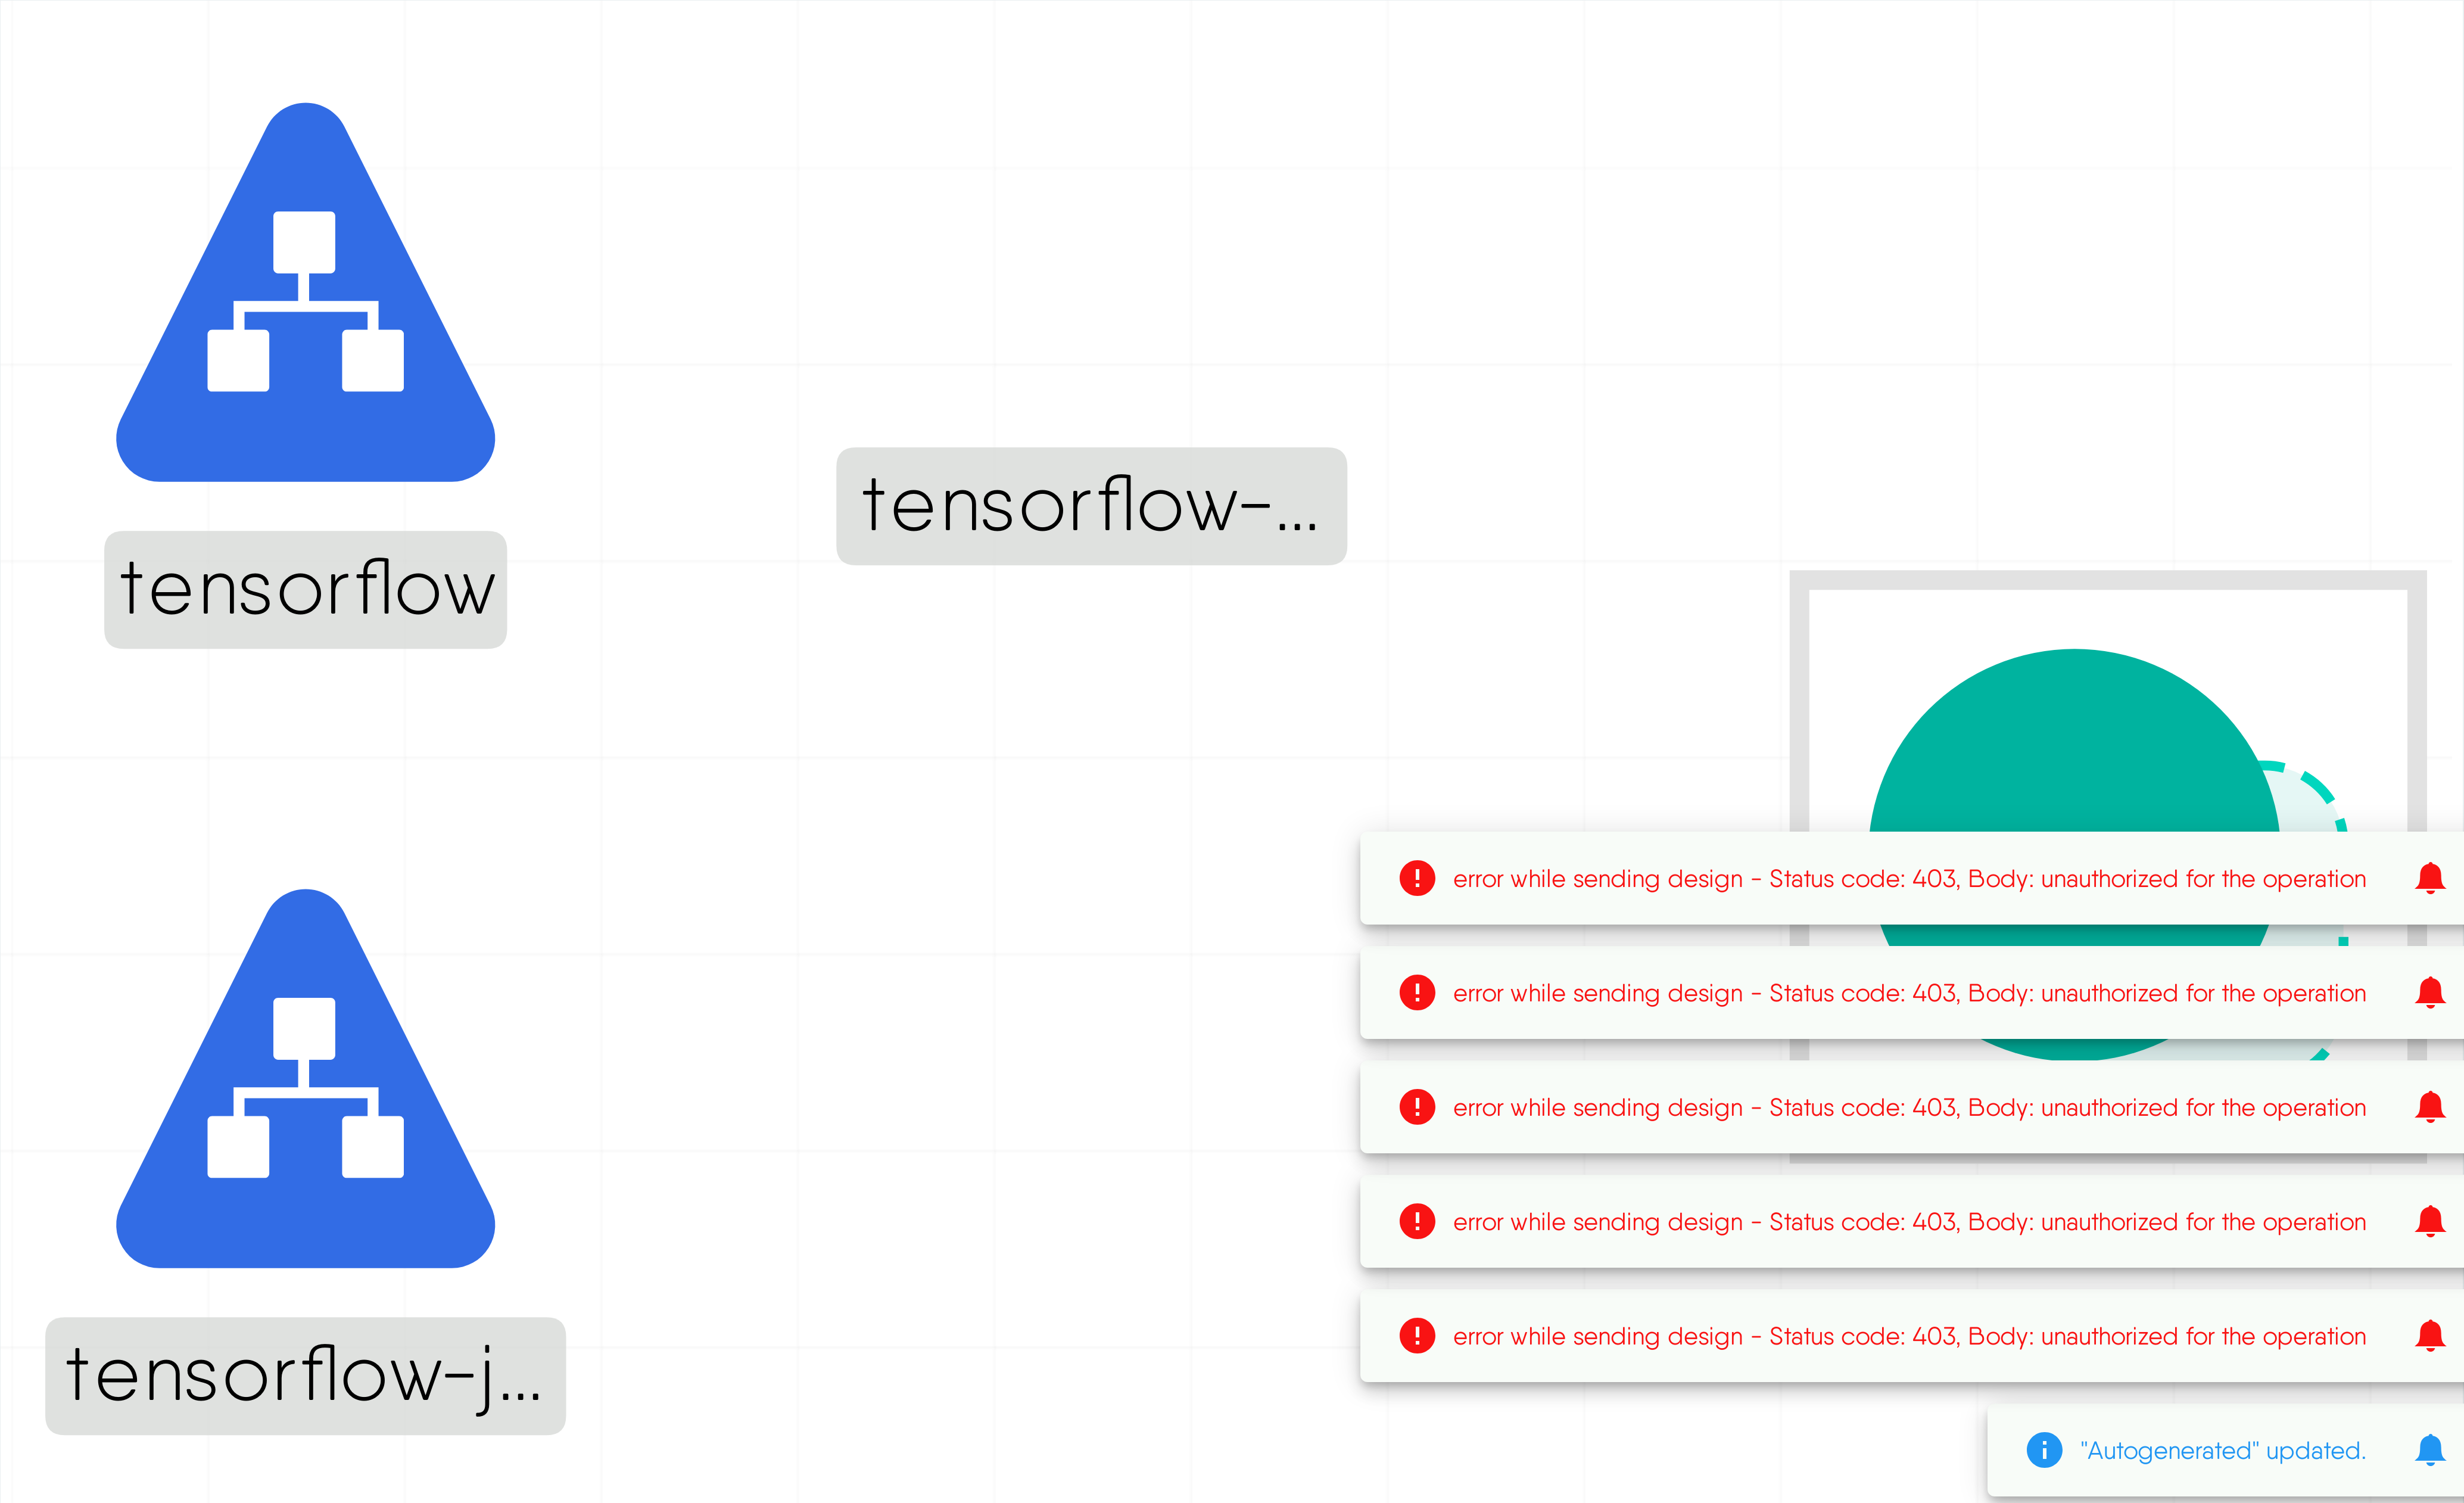 tensorflow-...
tensorflow
error while sending design - Status code: 403, Body: unauthorized for the operation
error while sending design - Status code: 403, Body: unauthorized for the operation
error while sending design - Status code: 403, Body: unauthorized for the operation
error while sending design - Status code: 403, Body: unauthorized for the operation
error while sending design - Status code: 403, Body: unauthorized for the operation
tensorflow-j...
"Autogenerated" updated.